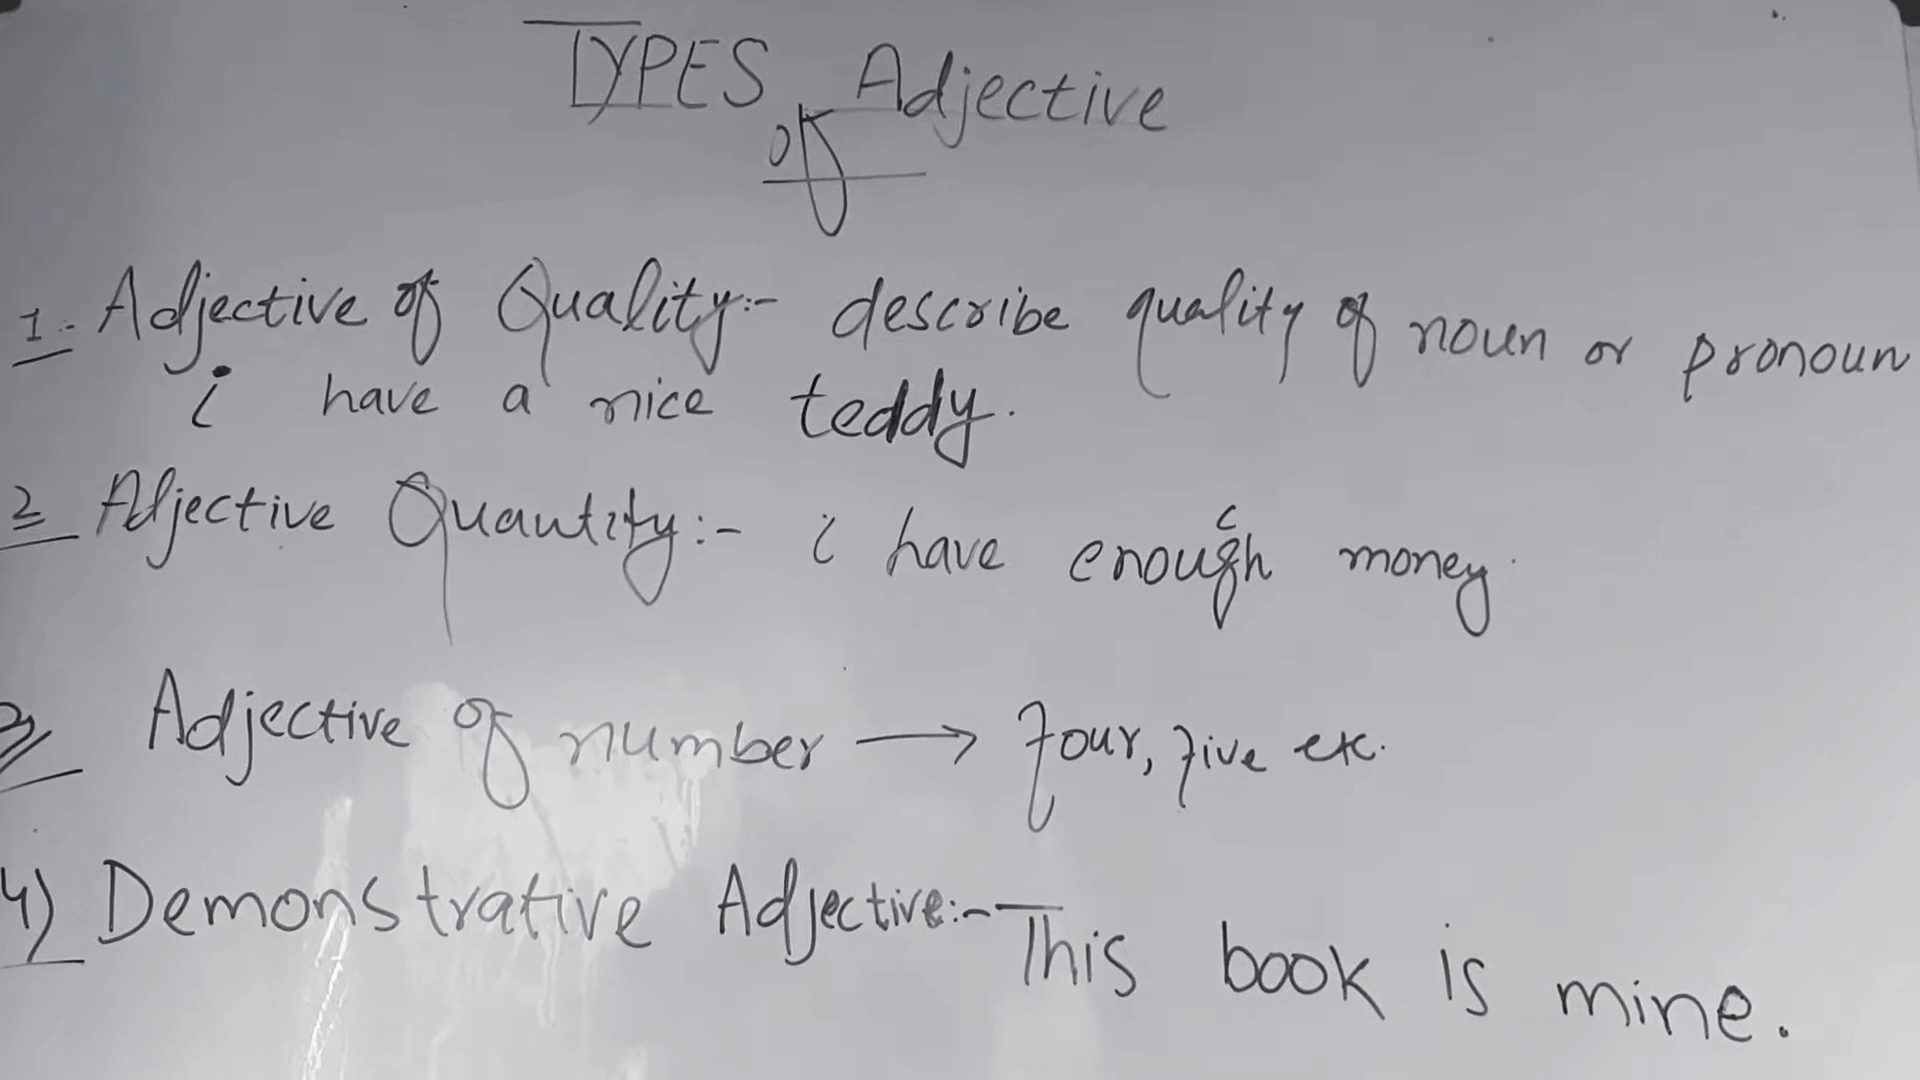 TYPES of Adjective
1:- Adjective of Quality:- describe quality of noun or pronoun
i have a nice teddy.
2 Adjective Quantity:- i have enough money.
3 Adjective of number → four, five etc.
4) Demonstrative Adjective:- This book is mine.